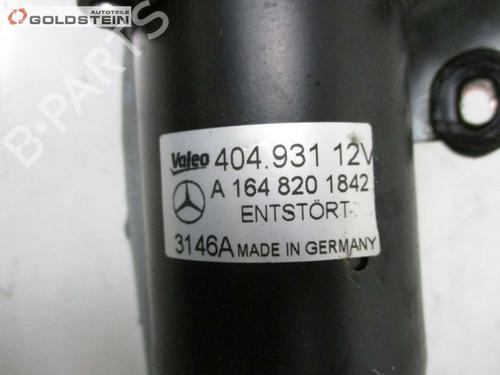 AUTOTEILE
GOLDSTEIN
B-PARTS
Valeo 404.931 12V
A 164 820 1842
ENTSTÖRT
3146A MADE IN GERMANY